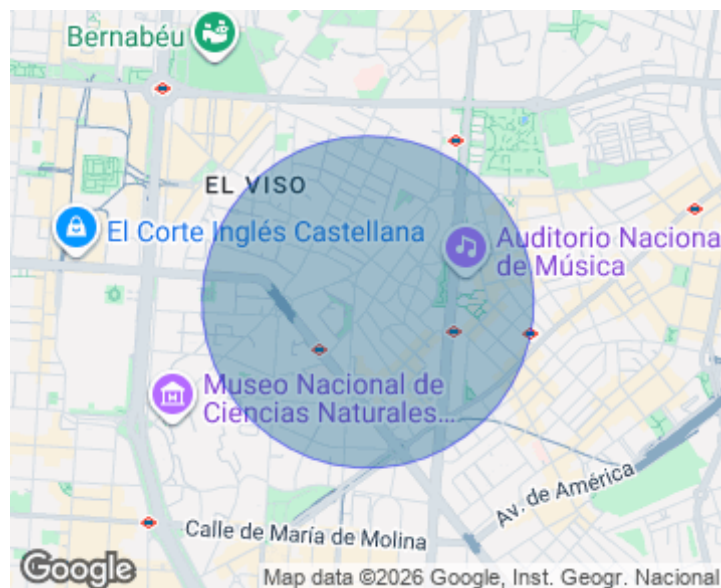 Bernabéu
EL VISO
El Corte Inglés Castellana
Auditorio Naciona
de Música
Museo Nacional de
Ciencias Naturales...
Av. de América
Calle de María de Molina
Google
Map data ©2026 Google, Inst. Geogr. Nacional